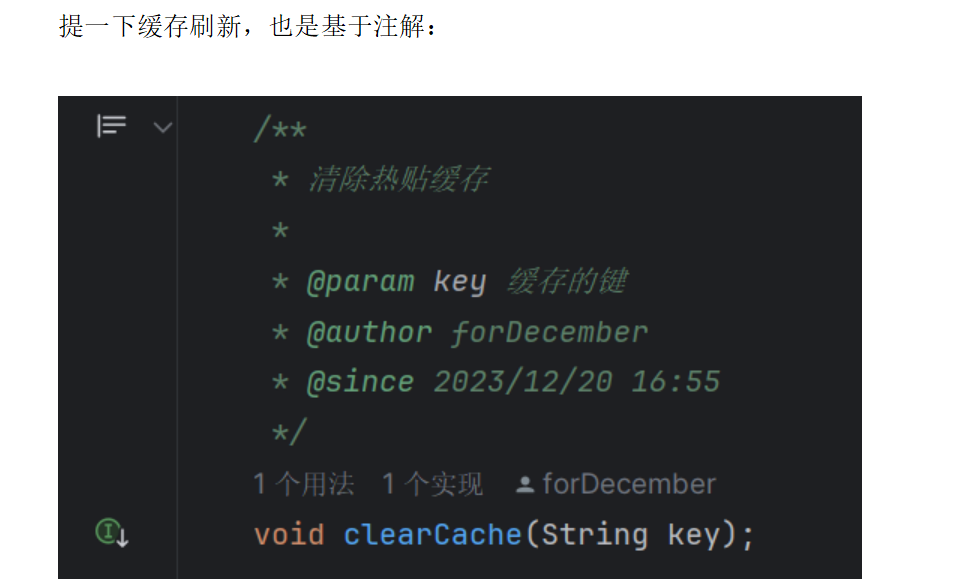 提一下缓存刷新，也是基于注解：
/**
* 清除热贴缓存
*
* @param key 缓存的键
* @author forDecember
* @since 2023/12/20 16:55
*/
1 个用法 1 个实现 forDecember
void clearCache(String key);